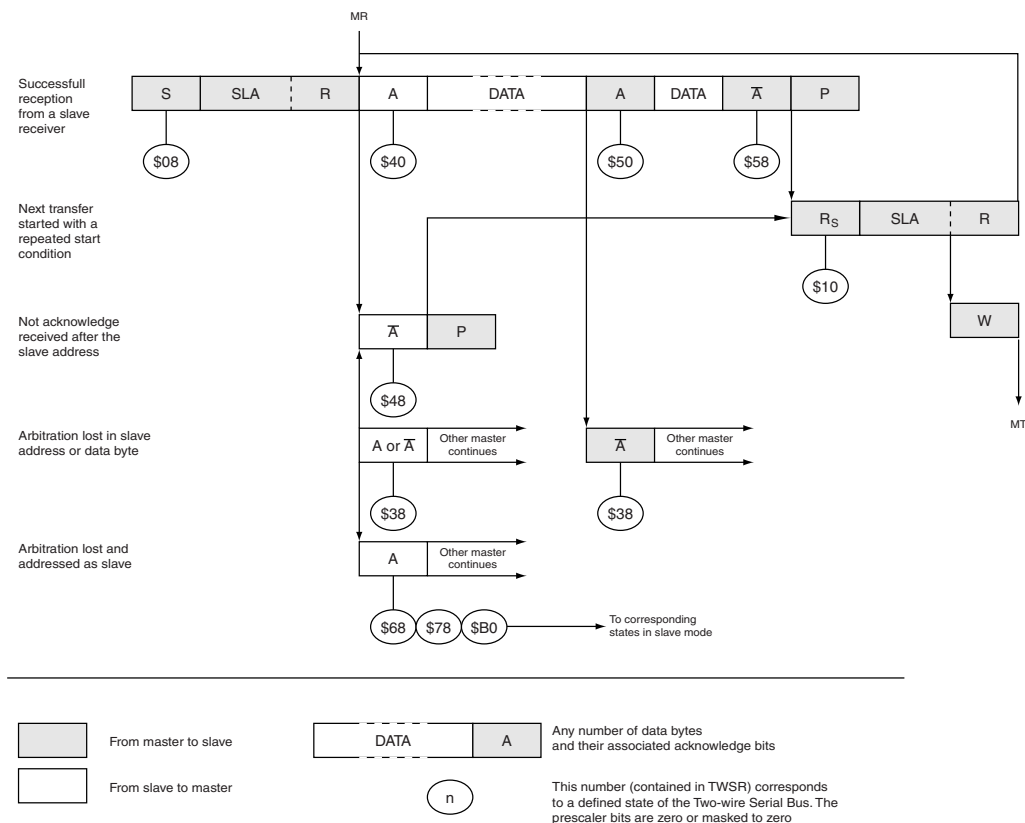 MR
Successfull
reception
from a slave
receiver
S SLA R A DATA A DATA A̅ P
$08 $40 $50 $58
Next transfer
started with a
repeated start
condition
RS SLA R
$10
W
MT
Not acknowledge
received after the
slave address
A̅ P
$48
Arbitration lost in slave
address or data byte
A or A̅ Other master
continues
A̅ Other master
continues
$38 $38
Arbitration lost and
addressed as slave
A Other master
continues
$68 $78 $B0 To corresponding
states in slave mode
From master to slave
DATA A Any number of data bytes
and their associated acknowledge bits
From slave to master
n This number (contained in TWSR) corresponds
to a defined state of the Two-wire Serial Bus. The
prescaler bits are zero or masked to zero